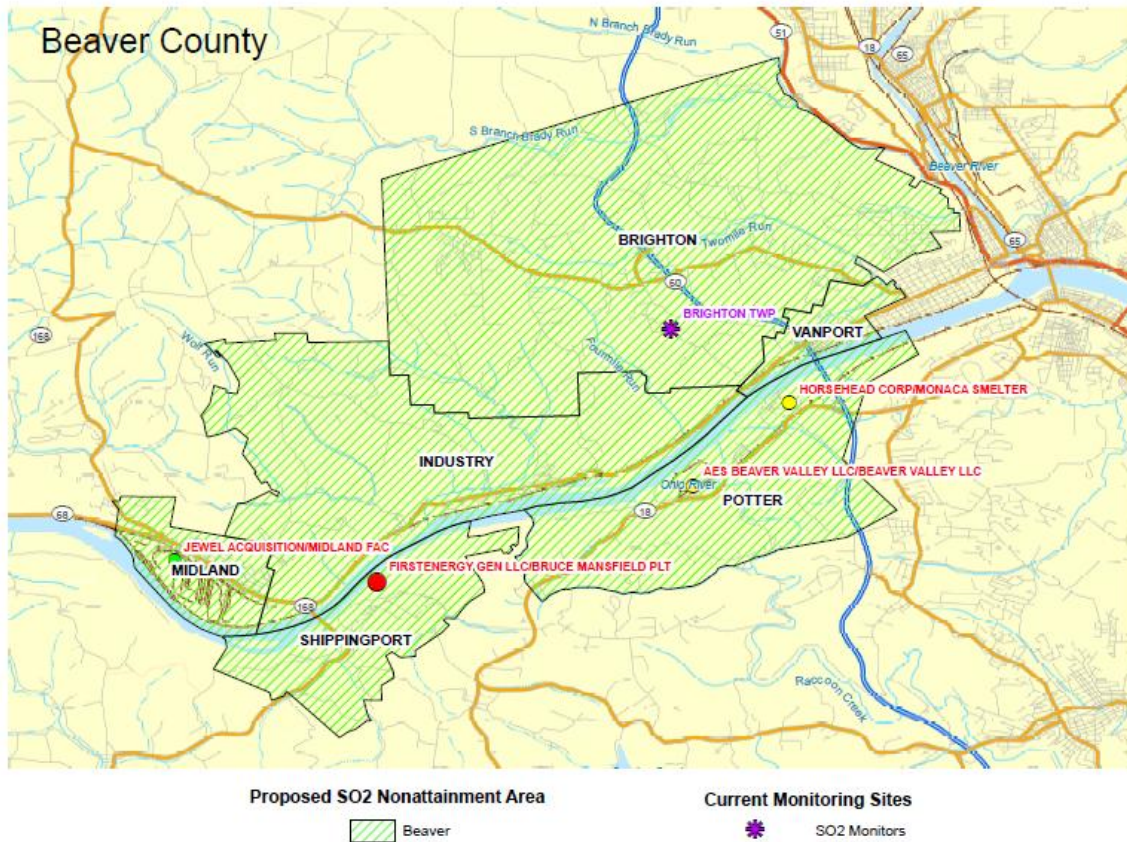 Beaver County
N Branch Brady Run
51
18
65
S Branch Brady Run
Beaver River
BRIGHTON
Twomile Run
65
60
BRIGHTON TWP
VANPORT
168
Wolf Run
Fourmile Run
HORSEHEAD CORP/MONACA SMELTER
INDUSTRY
AES BEAVER VALLEY LLC/BEAVER VALLEY LLC
Ohio River
POTTER
18
68
JEWEL ACQUISITION/MIDLAND FAC
MIDLAND
FIRSTENERGY GEN LLC/BRUCE MANSFIELD PLT
168
SHIPPINGPORT
Raccoon Creek
Proposed SO2 Nonattainment Area
Current Monitoring Sites
Beaver
SO2 Monitors